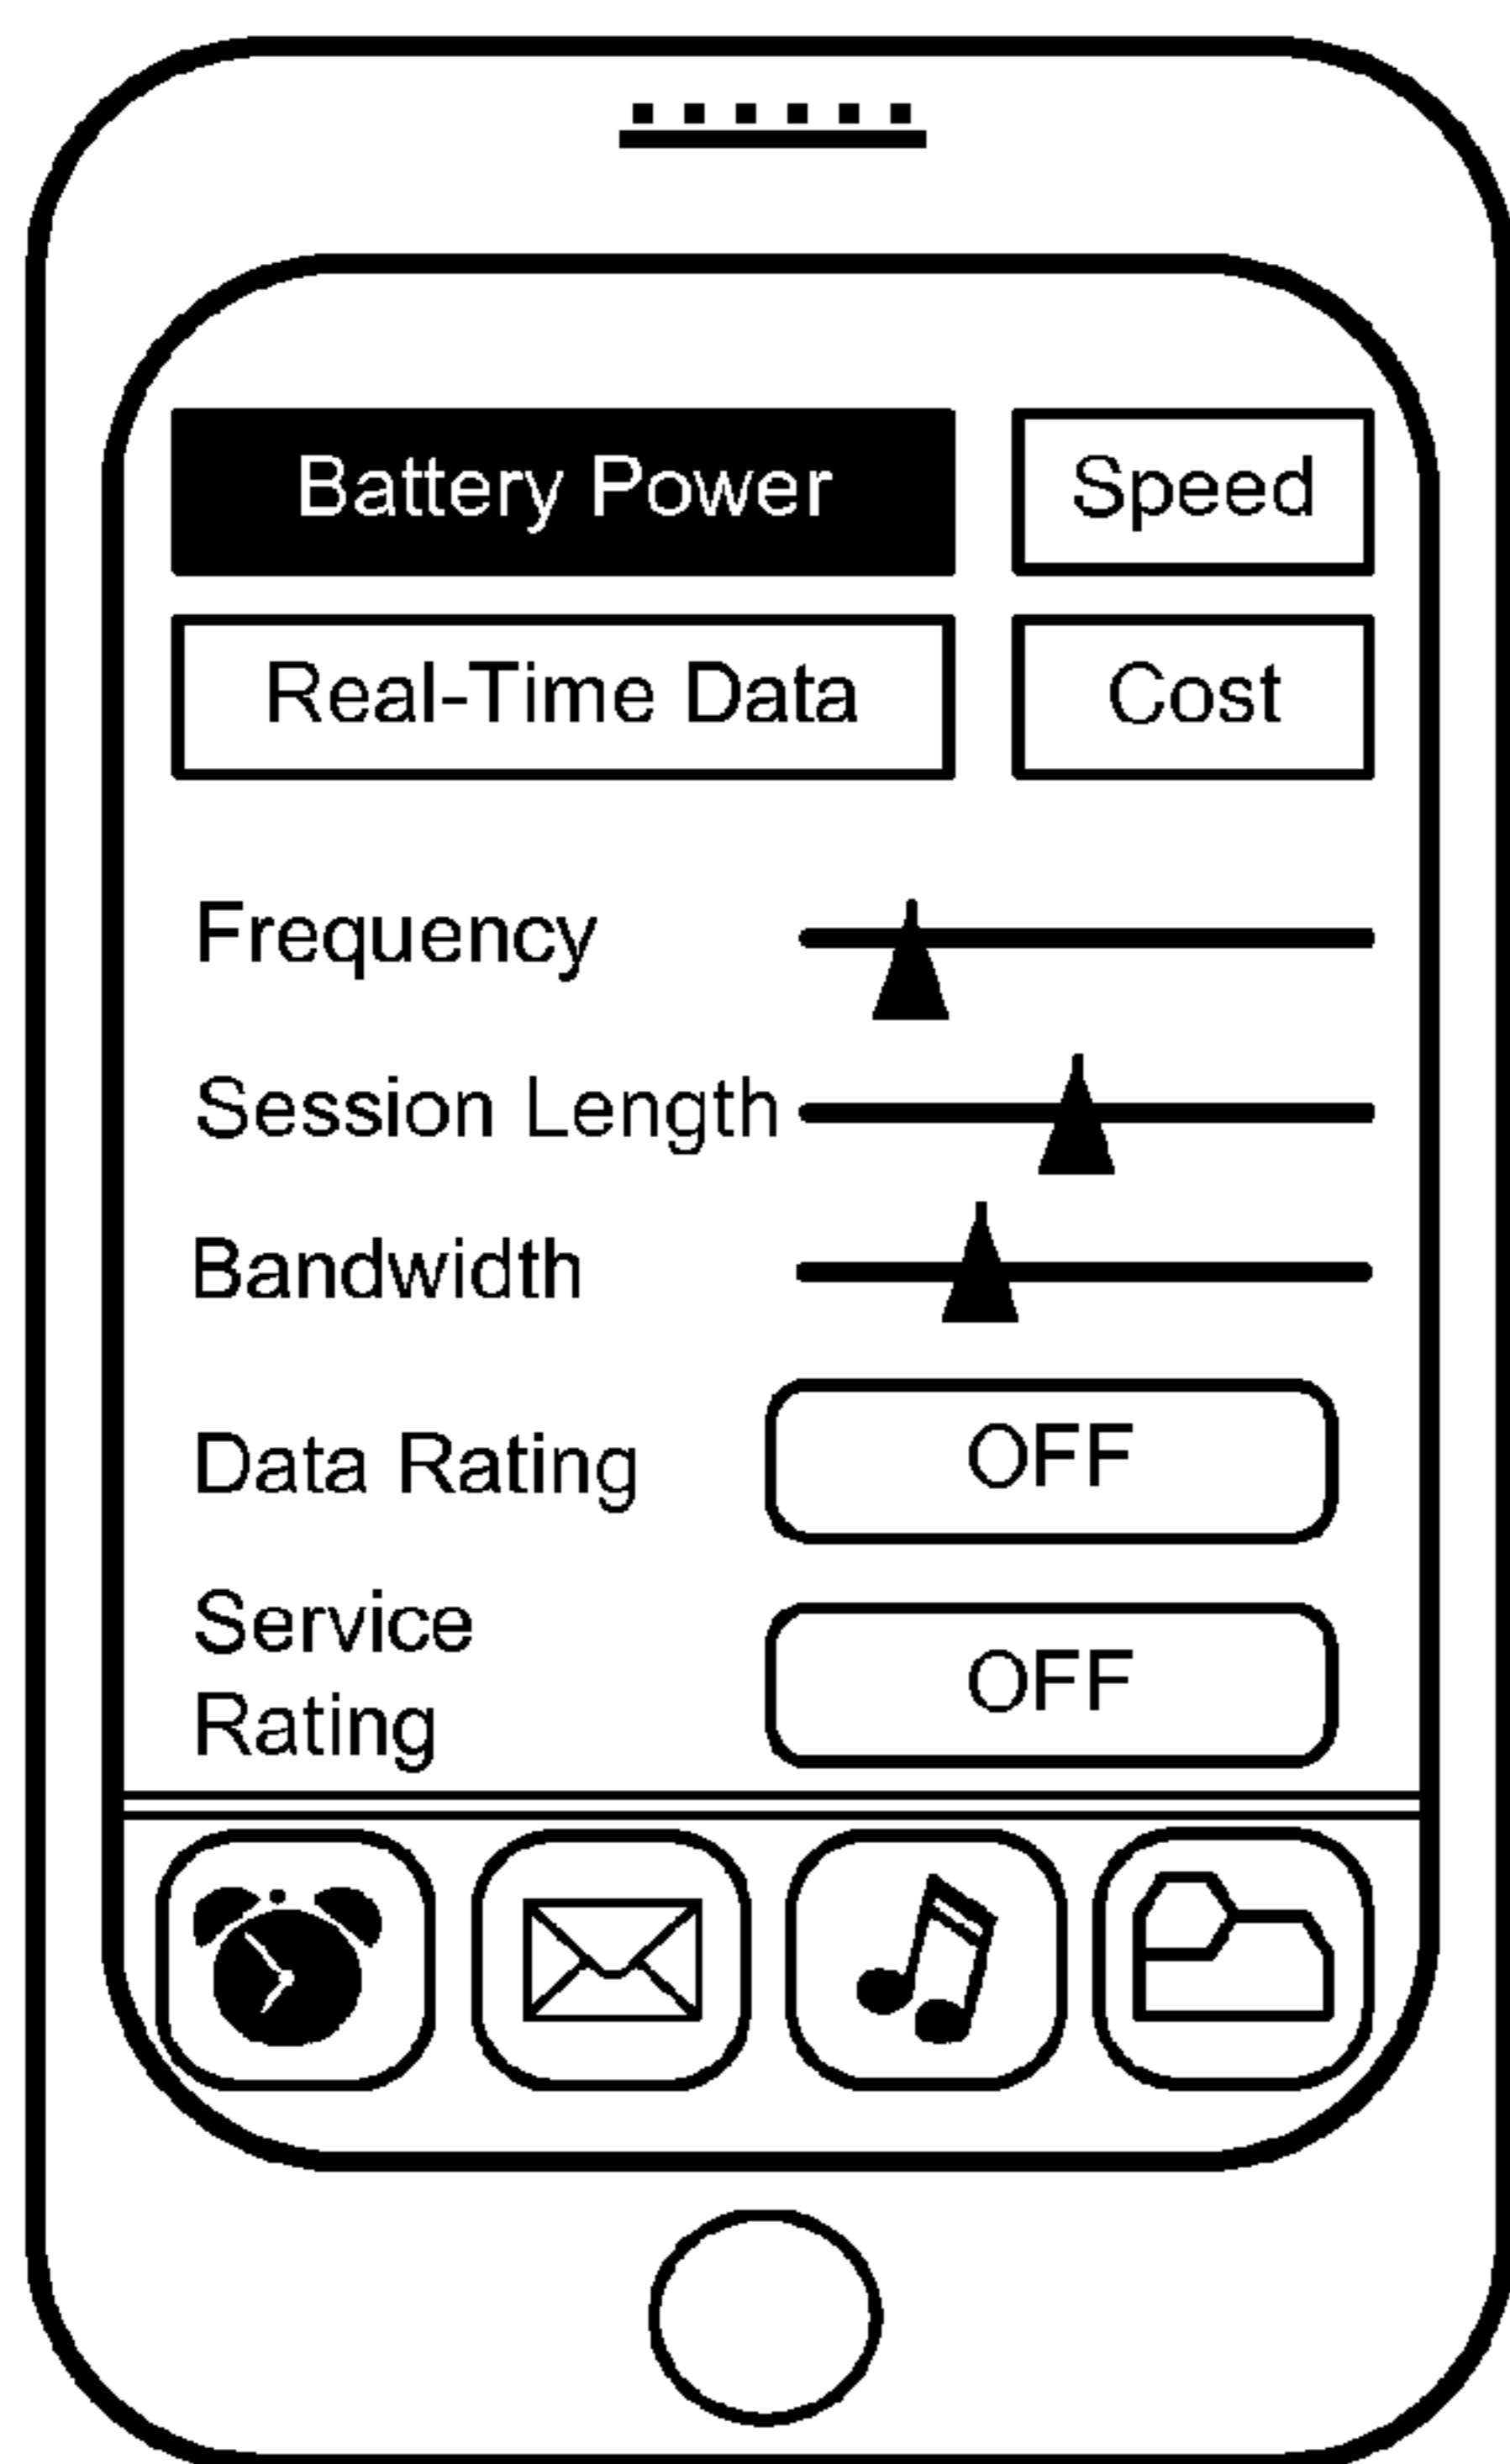 Battery Power
Speed
Real-Time Data
Cost
Frequency
Session Length
Bandwidth
Data Rating
OFF
Service
Rating
OFF